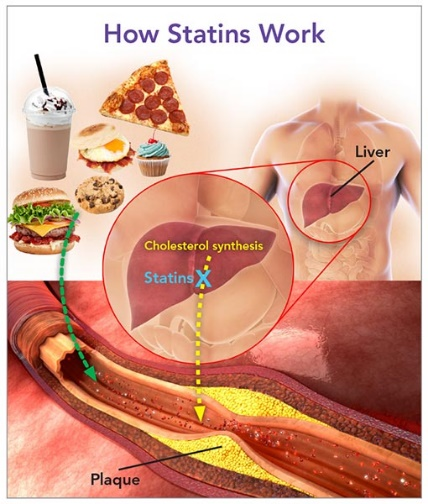 How Statins Work
Liver
Cholesterol synthesis
Statins X
Plaque